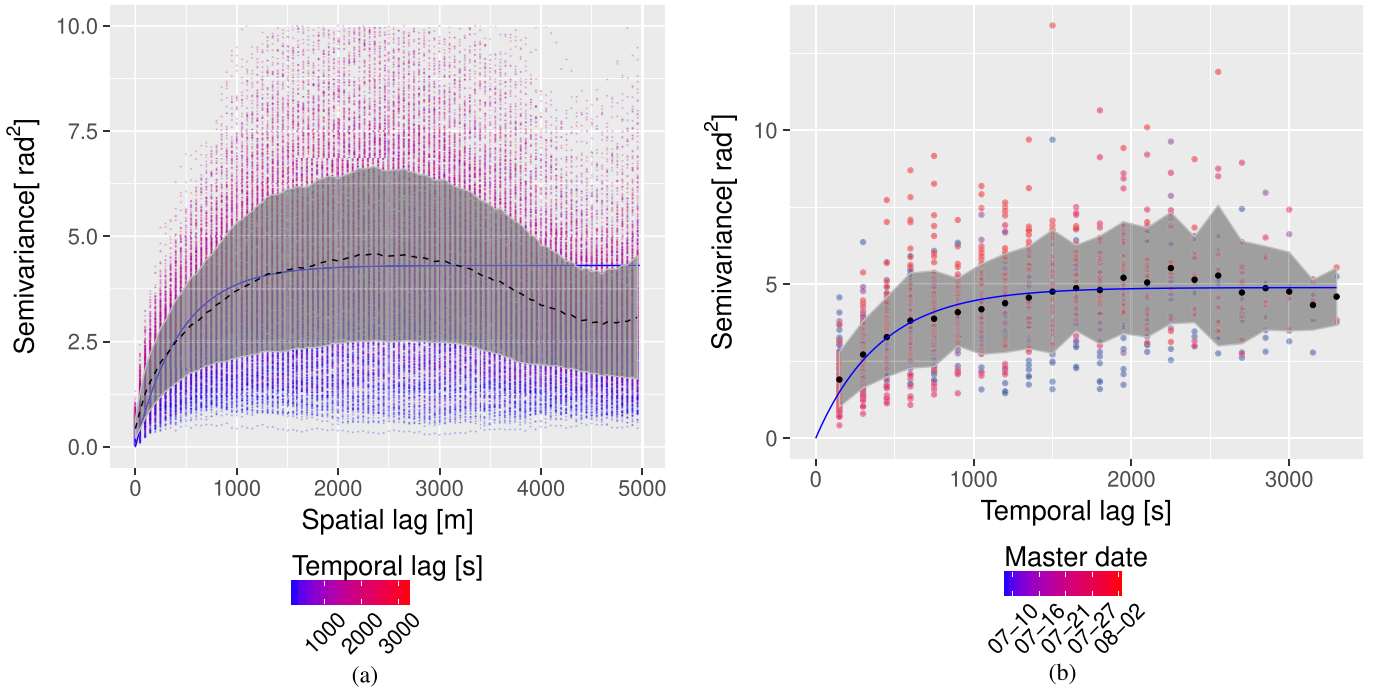 10.0
7.5
5.0
2.5
0.0
Semivariance[ rad²]
0 1000 2000 3000 4000 5000
Spatial lag [m]
Temporal lag [s]
1000 2000 3000
(a)
10
5
0
Semivariance[ rad²]
0 1000 2000 3000
Temporal lag [s]
Master date
07−10 07−16 07−21 07−27 08−02
(b)